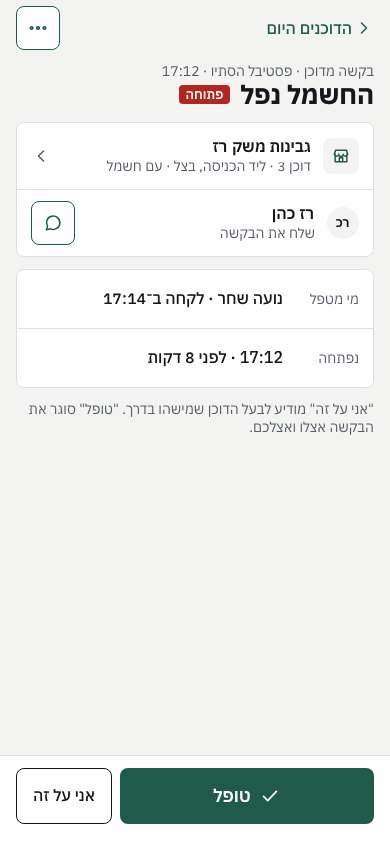 הדוכנים היום
בקשה מדוכן · פסטיבל הסתיו · 17:12
החשמל נפל פתוחה
גבינות משק רז
דוכן 3 · ליד הכניסה, בצל · עם חשמל
רכ
רז כהן
שלח את הבקשה
מי מטפל נועה שחר · לקחה ב־17:14
נפתחה 17:12 · לפני 8 דקות
"אני על זה" מודיע לבעל הדוכן שמישהו בדרך. "טופל" סוגר את
הבקשה אצלו ואצלכם.
טופל
אני על זה